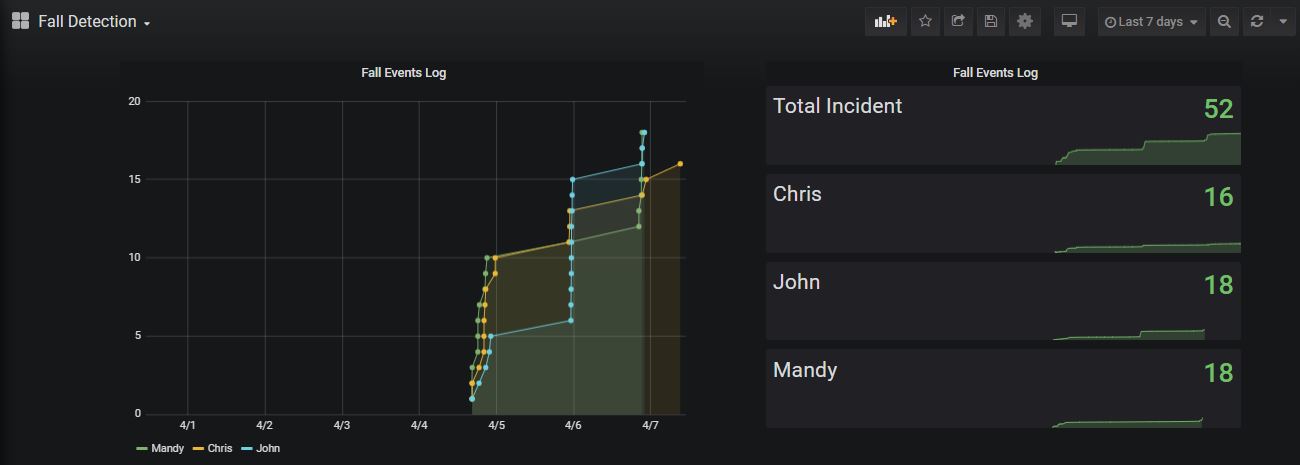 Fall Detection
Last 7 days
Fall Events Log
20
15
10
5
0
4/1 4/2 4/3 4/4 4/5 4/6 4/7
Mandy Chris John
Fall Events Log
Total Incident 52
Chris 16
John 18
Mandy 18